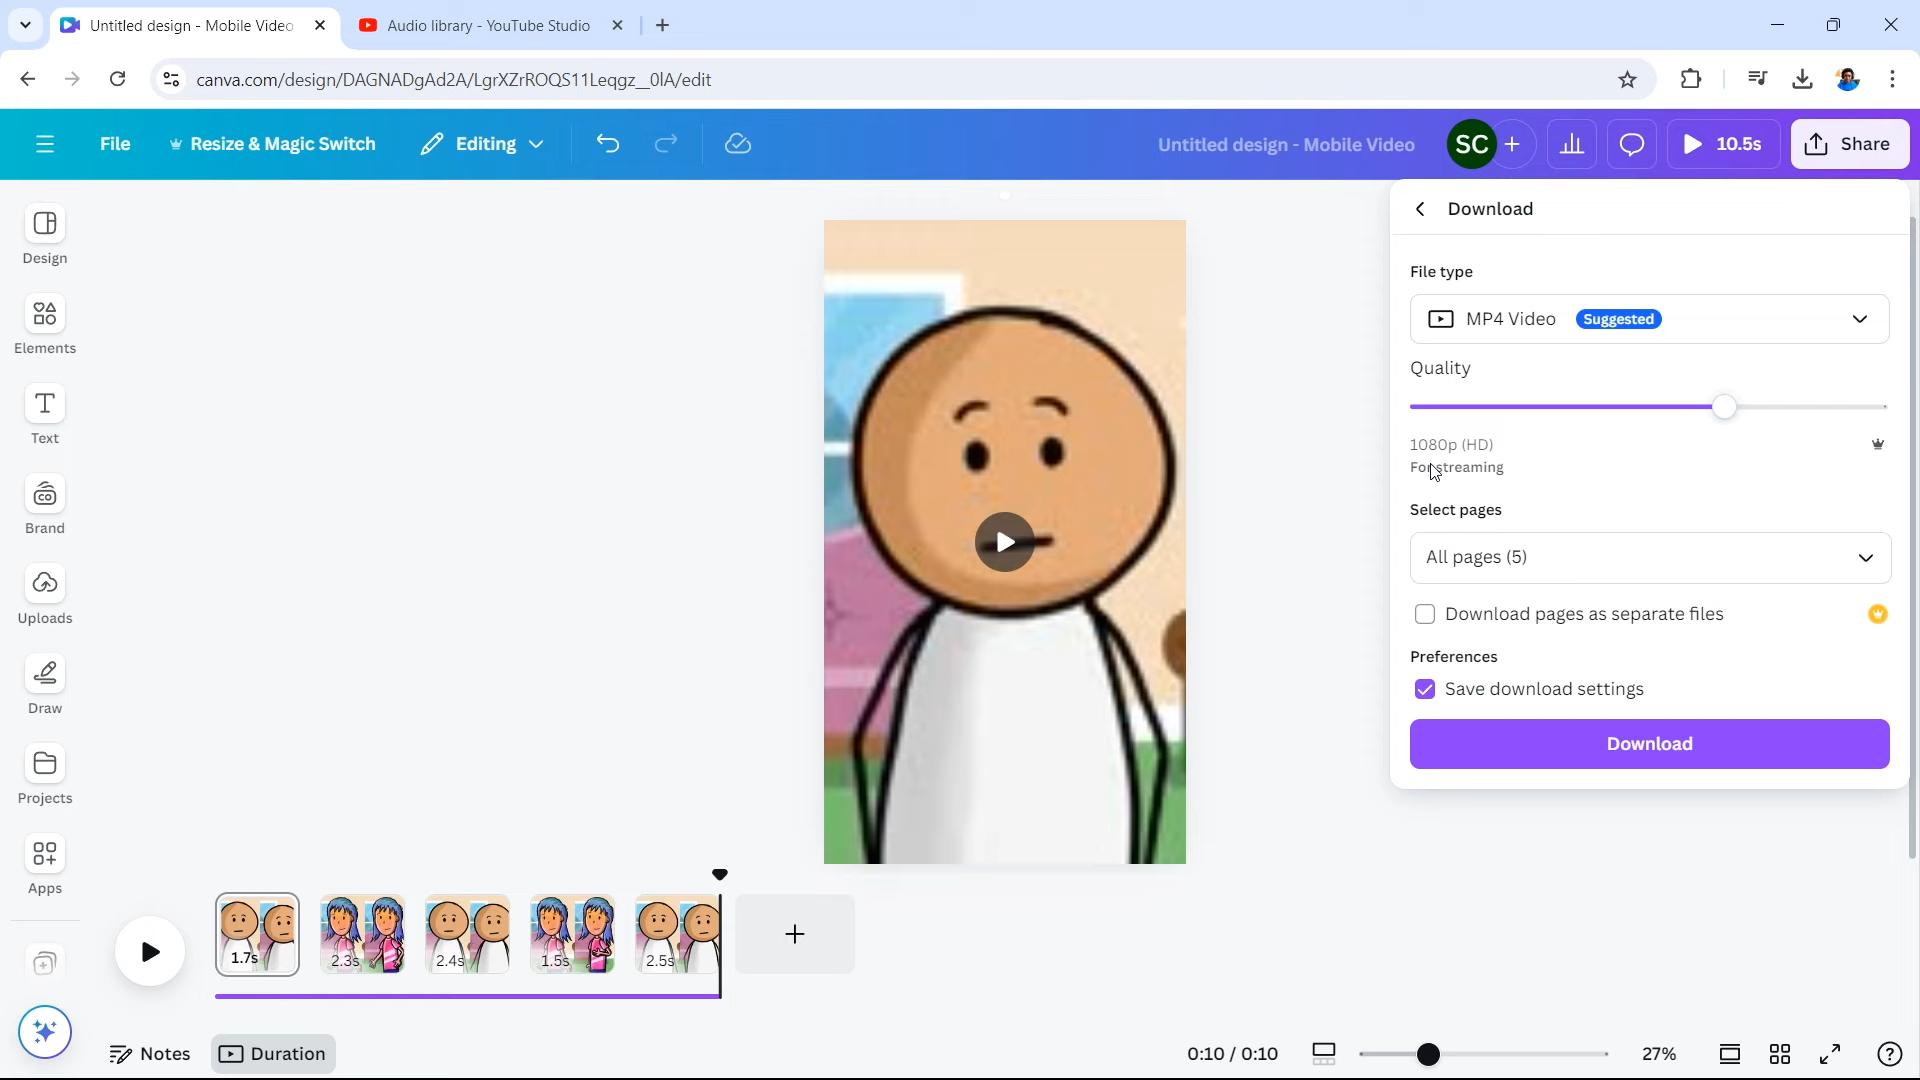 Untitled design - Mobile Video
Audio library - YouTube Studio
canva.com/design/DAGNADgAd2A/LgrXZrROQS11Leqgz__0lA/edit
File
Resize & Magic Switch
Editing
Untitled design - Mobile Video
SC
10.5s
Share
Design
Elements
Text
Brand
Uploads
Draw
Projects
Apps
Download
File type
MP4 Video
Suggested
Quality
1080p (HD)
For streaming
Select pages
All pages (5)
Download pages as separate files
Preferences
Save download settings
Download
1.7s
2.3s
2.4s
1.5s
2.5s
Notes
Duration
0:10 / 0:10
27%